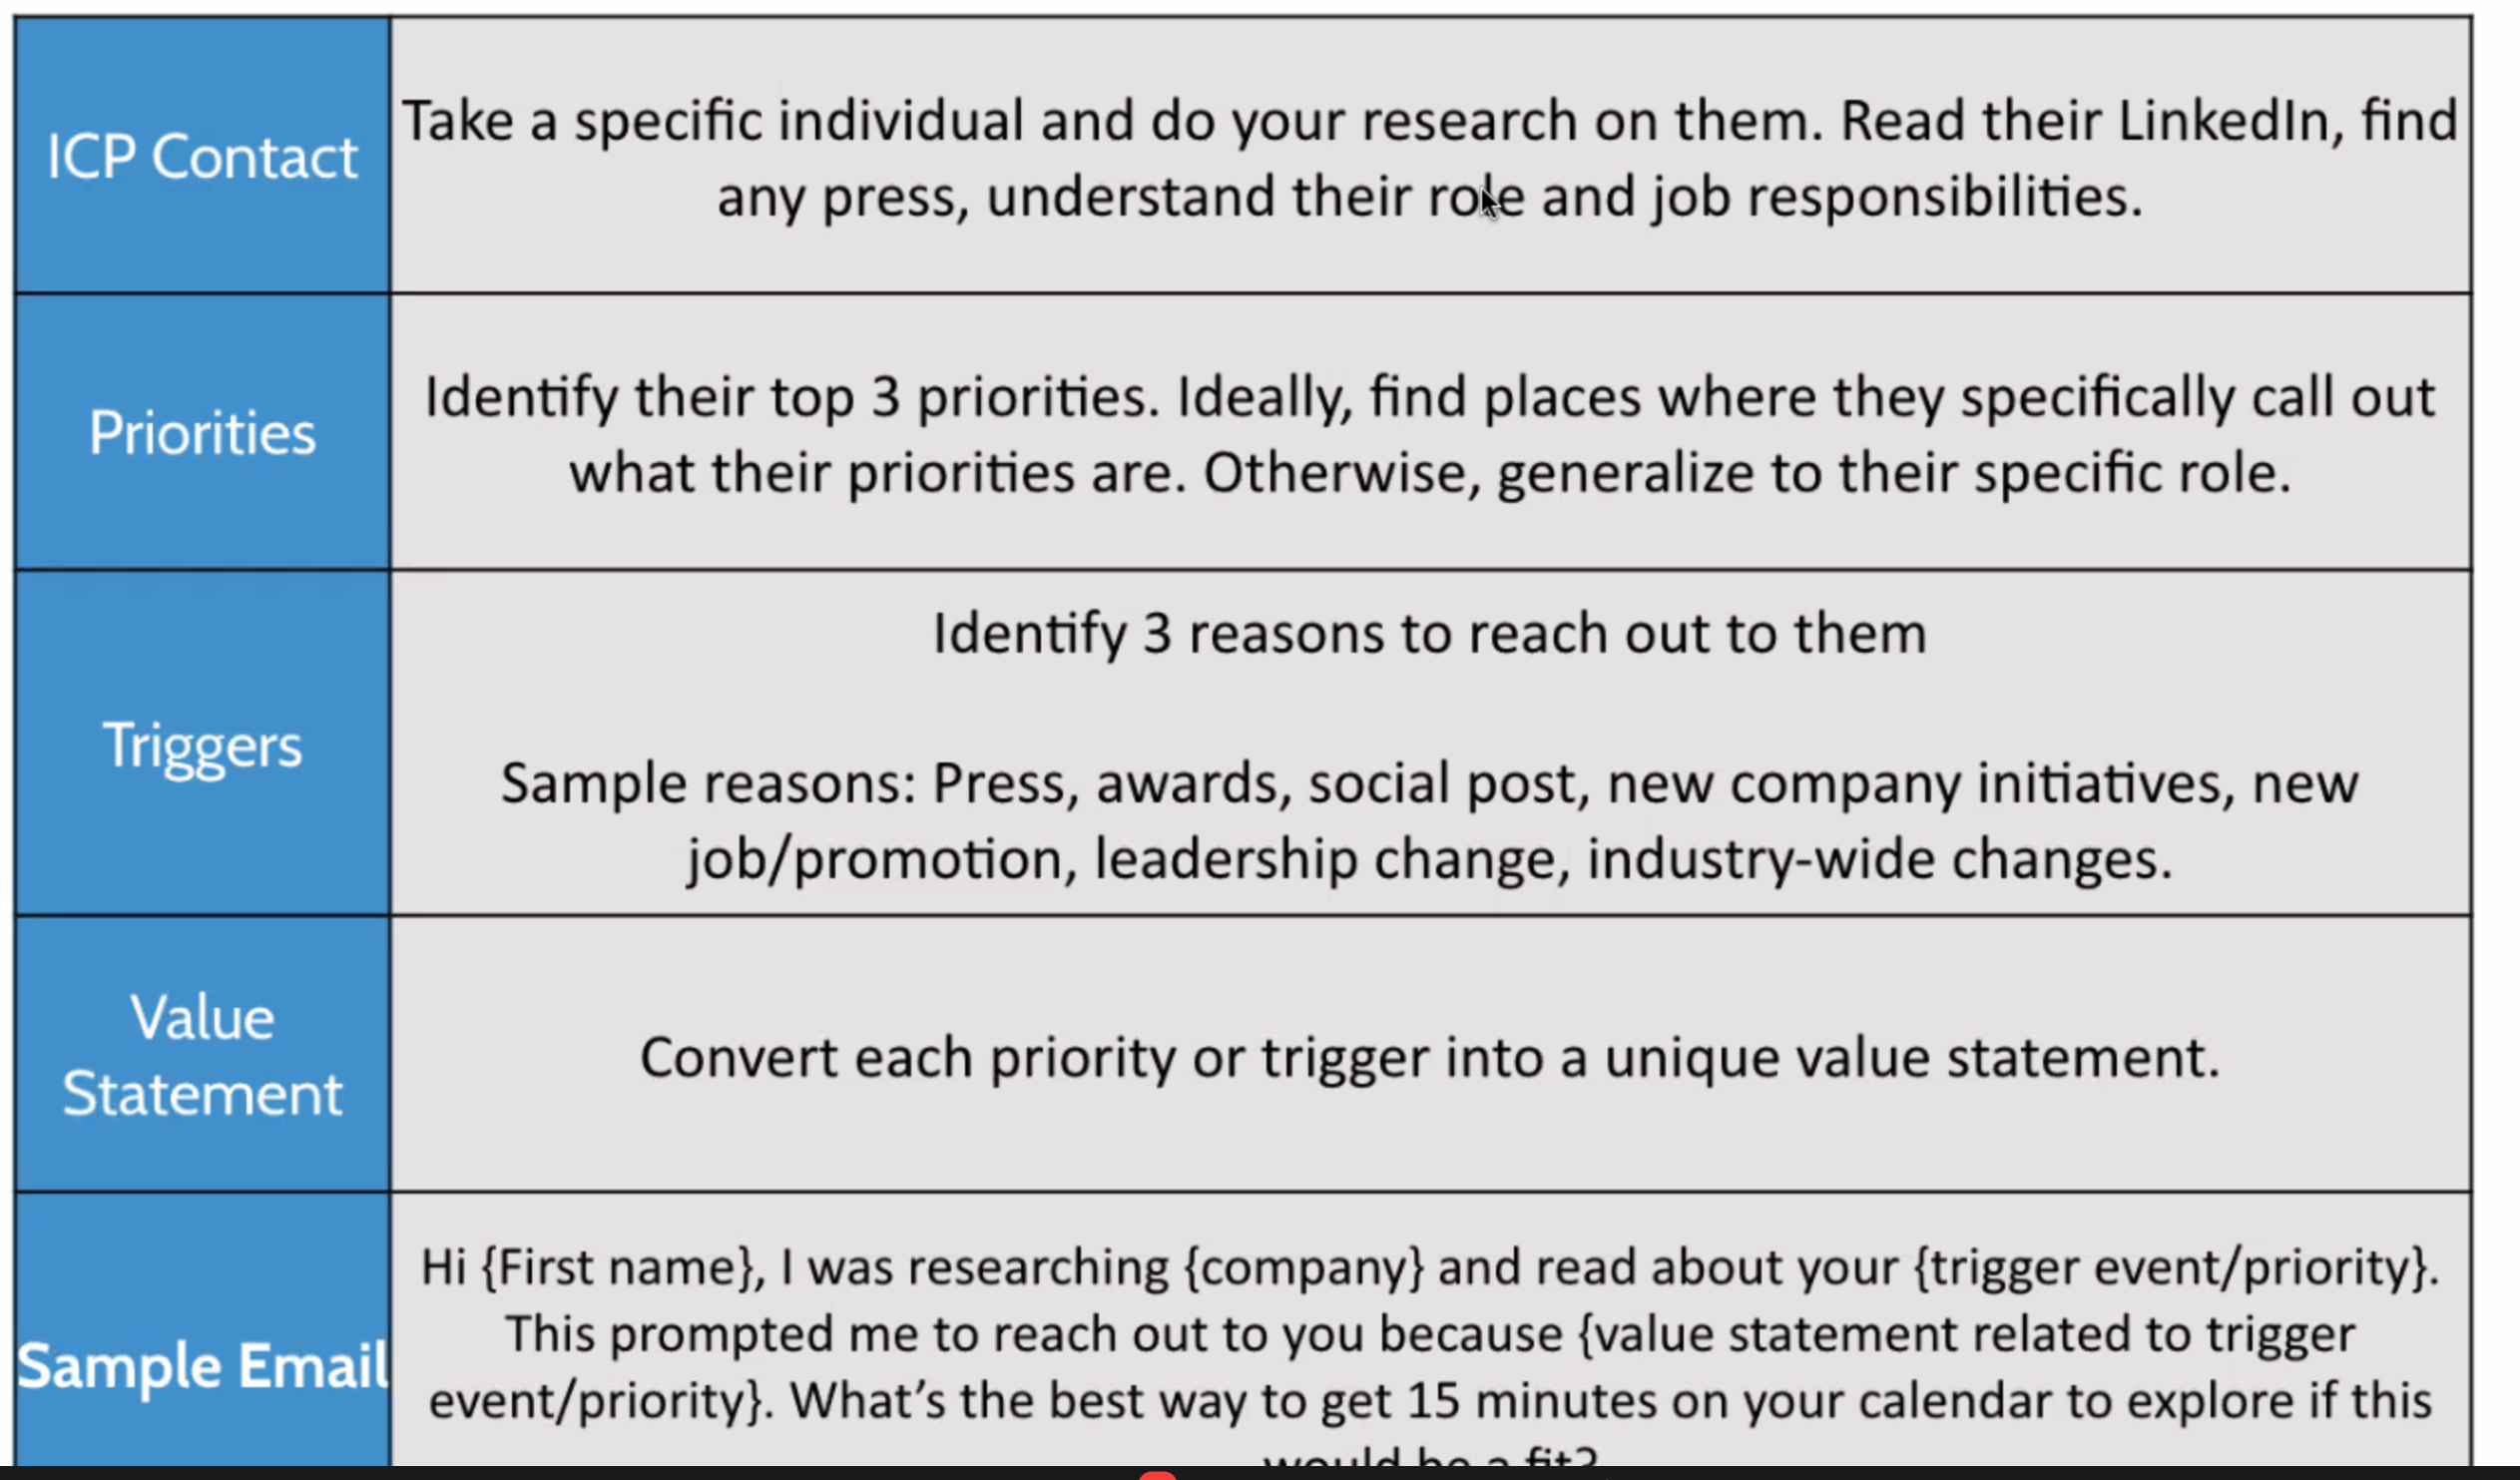 ICP Contact
Take a specific individual and do your research on them. Read their LinkedIn, find
any press, understand their role and job responsibilities.
Priorities
Identify their top 3 priorities. Ideally, find places where they specifically call out
what their priorities are. Otherwise, generalize to their specific role.
Triggers
Identify 3 reasons to reach out to them
Sample reasons: Press, awards, social post, new company initiatives, new
job/promotion, leadership change, industry-wide changes.
Value
Statement
Convert each priority or trigger into a unique value statement.
Sample Email
Hi {First name}, I was researching {company} and read about your {trigger event/priority}.
This prompted me to reach out to you because {value statement related to trigger
event/priority}. What’s the best way to get 15 minutes on your calendar to explore if this
would be a fit?